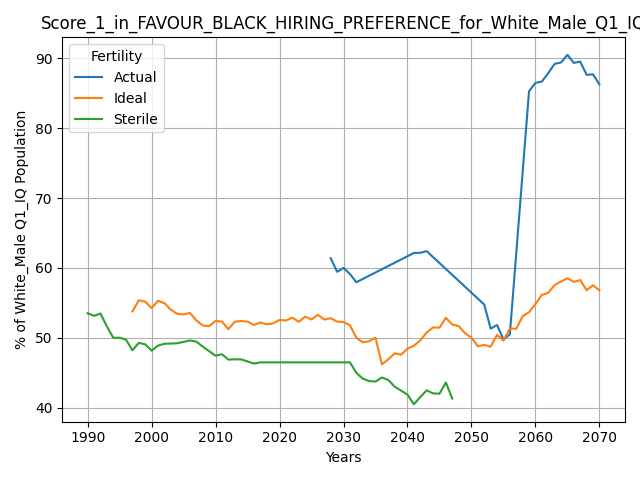 Score_1_in_FAVOUR_BLACK_HIRING_PREFERENCE_for_White_Male_Q1_IQ
Fertility
Actual
Ideal
Sterile
% of White_Male Q1_IQ Population
90
80
70
60
50
40
1990 2000 2010 2020 2030 2040 2050 2060 2070
Years